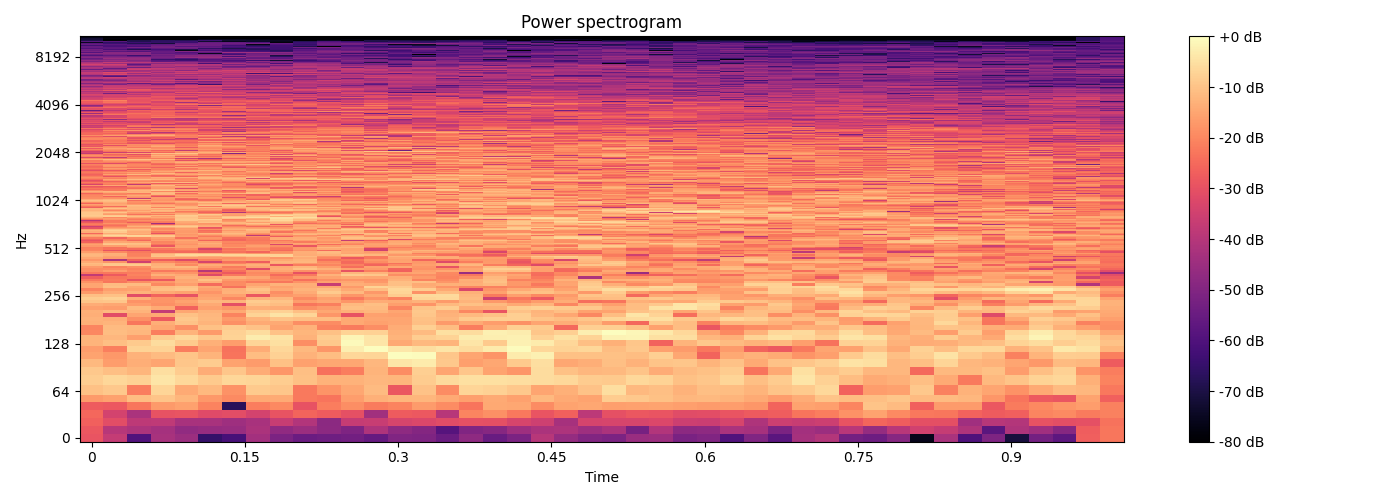 Power spectrogram
Hz
8192
4096
2048
1024
512
256
128
64
0
0 0.15 0.3 0.45 0.6 0.75 0.9
Time
+0 dB
-10 dB
-20 dB
-30 dB
-40 dB
-50 dB
-60 dB
-70 dB
-80 dB